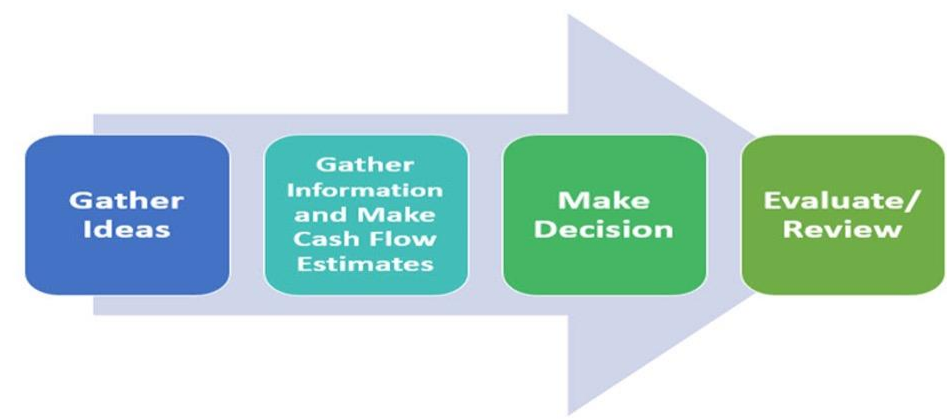 Gather
Ideas
Gather
Information
and Make
Cash Flow
Estimates
Make
Decision
Evaluate/
Review